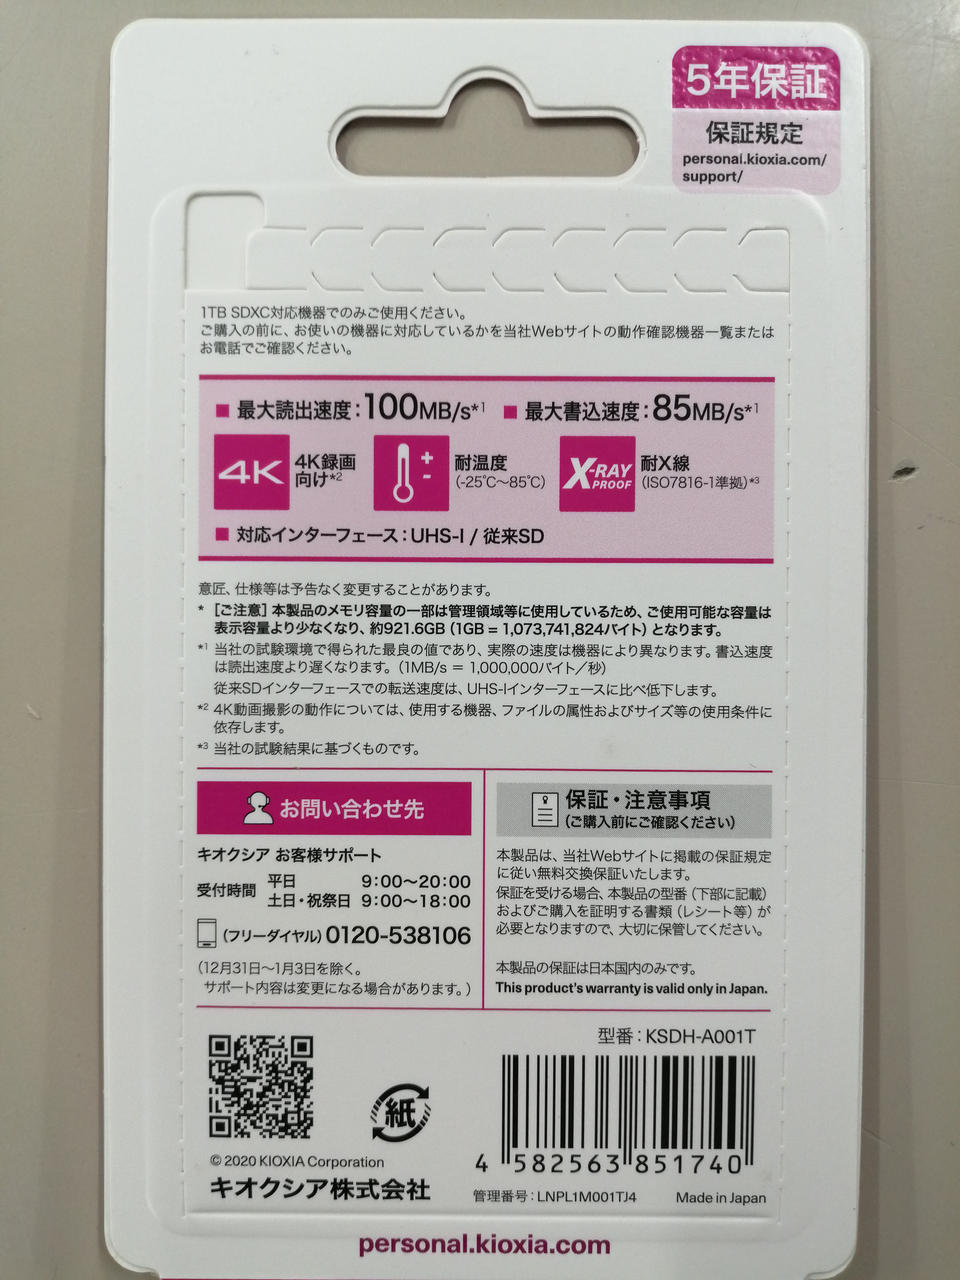 5年保証
保証規定
personal.kioxia.com/
support/
1TB SDXC対応機器でのみご使用ください。
ご購入の前に、お使いの機器に対応しているかを当社Webサイトの動作確認機器一覧または
お電話でご確認ください。
■ 最大読出速度：100MB/s*1 ■ 最大書込速度：85MB/s*1
4K 4K録画
向け*2
+
-
耐温度
(-25℃～85℃)
X-RAY
PROOF
耐X線
(ISO7816-1準拠)*3
■ 対応インターフェース：UHS-I / 従来SD
意匠、仕様等は予告なく変更することがあります。
* [ご注意] 本製品のメモリ容量の一部は管理領域等に使用しているため、ご使用可能な容量は
表示容量より少なくなり、約921.6GB (1GB = 1,073,741,824バイト) となります。
*1 当社の試験環境で得られた最良の値であり、実際の速度は機器により異なります。書込速度
は読出速度より遅くなります。(1MB/s = 1,000,000バイト／秒)
従来SDインターフェースでの転送速度は、UHS-Iインターフェースに比べ低下します。
*2 4K動画撮影の動作については、使用する機器、ファイルの属性およびサイズ等の使用条件に
依存します。
*3 当社の試験結果に基づくものです。
お問い合わせ先
キオクシア お客様サポート
受付時間
平日 9:00～20:00
土日・祝祭日 9:00～18:00
(フリーダイヤル) 0120-538106
(12月31日～1月3日を除く。
サポート内容は変更になる場合があります。)
保証・注意事項
(ご購入前にご確認ください)
本製品は、当社Webサイトに掲載の保証規定
に従い無料交換保証いたします。
保証を受ける場合、本製品の型番 (下部に記載)
およびご購入を証明する書類 (レシート等) が
必要となりますので、大切に保管してください。
本製品の保証は日本国内のみです。
This product's warranty is valid only in Japan.
型番：KSDH-A001T
紙
4 582563 851740
© 2020 KIOXIA Corporation
キオクシア株式会社
管理番号：LNPL1M001TJ4 Made in Japan
personal.kioxia.com